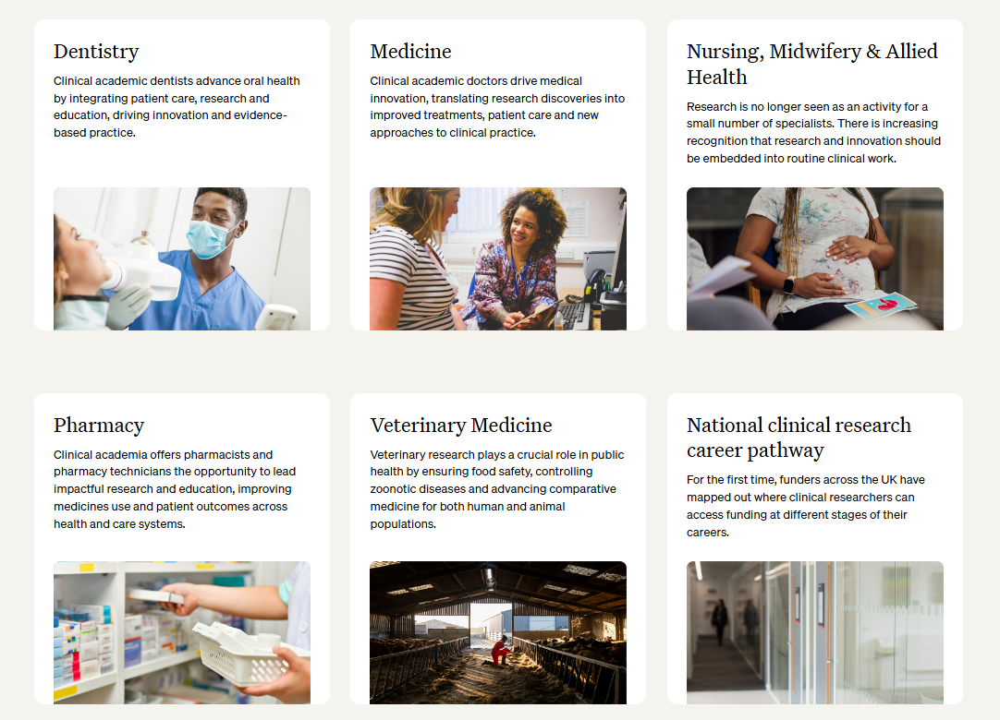 Dentistry
Clinical academic dentists advance oral health
by integrating patient care, research and
education, driving innovation and evidence-
based practice.
Medicine
Clinical academic doctors drive medical
innovation, translating research discoveries into
improved treatments, patient care and new
approaches to clinical practice.
Nursing, Midwifery & Allied
Health
Research is no longer seen as an activity for a
small number of specialists. There is increasing
recognition that research and innovation should
be embedded into routine clinical work.
Pharmacy
Clinical academia offers pharmacists and
pharmacy technicians the opportunity to lead
impactful research and education, improving
medicines use and patient outcomes across
health and care systems.
Veterinary Medicine
Veterinary research plays a crucial role in public
health by ensuring food safety, controlling
zoonotic diseases and advancing comparative
medicine for both human and animal
populations.
National clinical research
career pathway
For the first time, funders across the UK have
mapped out where clinical researchers can
access funding at different stages of their
careers.